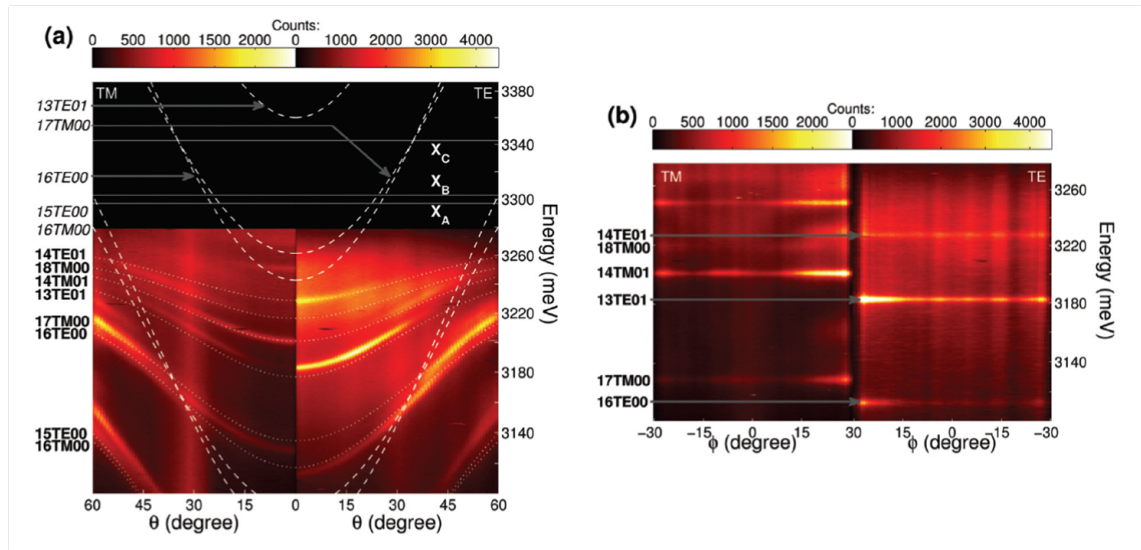 (a)
Counts:
0 500 1000 1500 2000 0 1000 2000 3000 4000
TM TE
13TE01
17TM00
16TE00
15TE00
16TM00
14TE01
18TM00
14TM01
13TE01
17TM00
16TE00
15TE00
16TM00
X_C
X_B
X_A
3380
3340
3300
3260
3220
3180
3140
Energy (meV)
60 45 30 15 0 15 30 45 60
θ (degree) θ (degree)
(b)
Counts:
0 500 1000 1500 2000 0 1000 2000 3000 4000
TM TE
14TE01
18TM00
14TM01
13TE01
17TM00
16TE00
3260
3220
3180
3140
Energy (meV)
−30 −15 0 15 30 15 0 −15 −30
ϕ (degree) ϕ (degree)